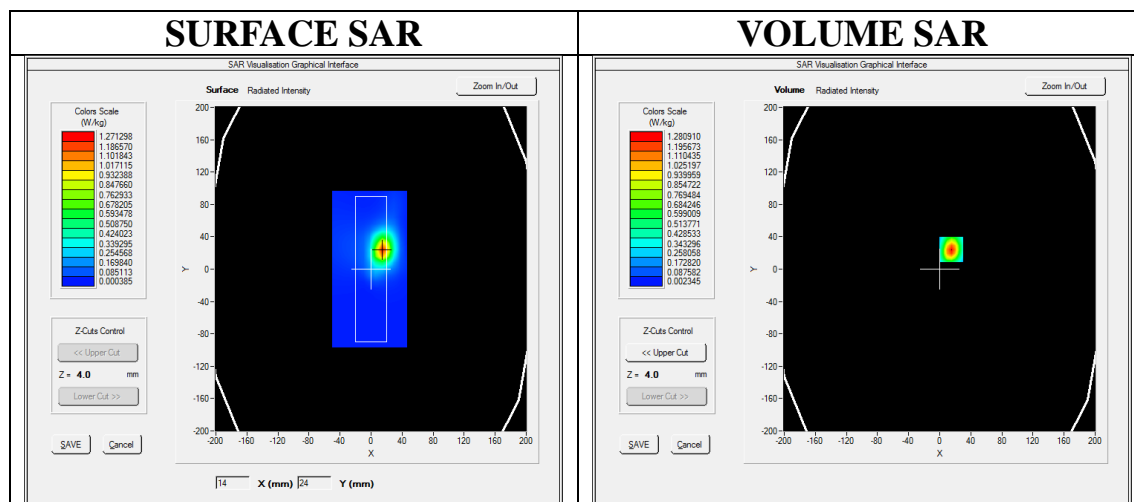 SURFACE SAR
VOLUME SAR
SAR Visualisation Graphical Interface
Surface Radiated Intensity
Zoom In/Out
Colors Scale
(W/kg)
1.271298
1.186570
1.101843
1.017115
0.932388
0.847660
0.762933
0.678205
0.593478
0.508750
0.424023
0.339295
0.254568
0.169840
0.085113
0.000385
Z-Cuts Control
<< Upper Cut
Z = 4.0 mm
Lower Cut >>
SAVE Cancel
200
160
120
80
40
0
-40
-80
-120
-160
-200
Y
-200 -160 -120 -80 -40 0 40 80 120 160 200
X
14 X (mm) 24 Y (mm)
SAR Visualisation Graphical Interface
Volume Radiated Intensity
Zoom In/Out
Colors Scale
(W/kg)
1.280910
1.195673
1.110435
1.025197
0.939959
0.854722
0.769484
0.684246
0.599009
0.513771
0.428533
0.343296
0.258058
0.172820
0.087582
0.002345
Z-Cuts Control
<< Upper Cut
Z = 4.0 mm
Lower Cut >>
SAVE Cancel
200
160
120
80
40
0
-40
-80
-120
-160
-200
Y
-200 -160 -120 -80 -40 0 40 80 120 160 200
X